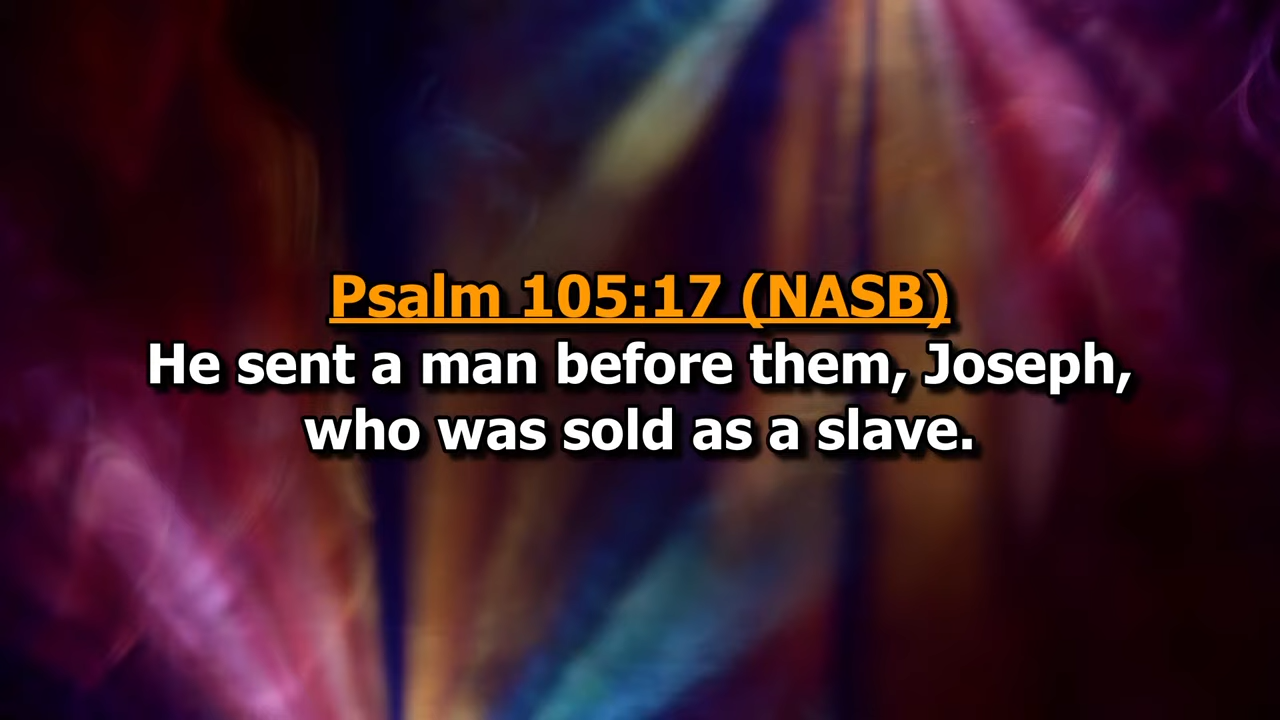 Psalm 105:17 (NASB)
He sent a man before them, Joseph,
who was sold as a slave.